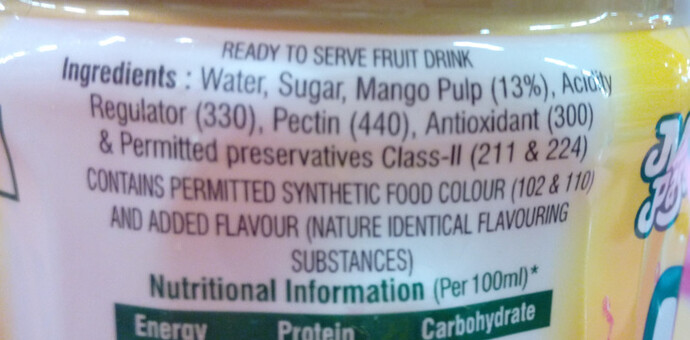 READY TO SERVE FRUIT DRINK
Ingredients : Water, Sugar, Mango Pulp (13%), Acidity
Regulator (330), Pectin (440), Antioxidant (300)
& Permitted preservatives Class-II (211 & 224)
CONTAINS PERMITTED SYNTHETIC FOOD COLOUR (102 & 110)
AND ADDED FLAVOUR (NATURE IDENTICAL FLAVOURING
SUBSTANCES)
Nutritional Information (Per 100ml)*
Energy Protein Carbohydrate